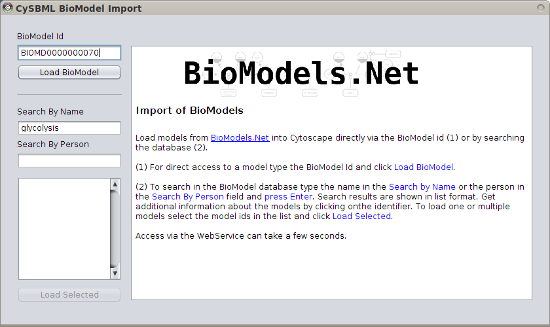 CySBML BioModel Import
BioModel Id
BIOMD0000000070
Load BioModel
Search By Name
glycolysis
Search By Person
Load Selected
BioModels.Net
Import of BioModels
Load models from BioModels.Net into Cytoscape directly via the BioModel id (1) or by searching
the database (2).
(1) For direct access to a model type the BioModel Id and click Load BioModel.
(2) To search in the BioModel database type the name in the Search by Name or the person in
the Search By Person field and press Enter. Search results are shown in list format. Get
additional information about the models by clicking onthe identifier. To load one or multiple
models select the model ids in the list and click Load Selected.
Access via the WebService can take a few seconds.